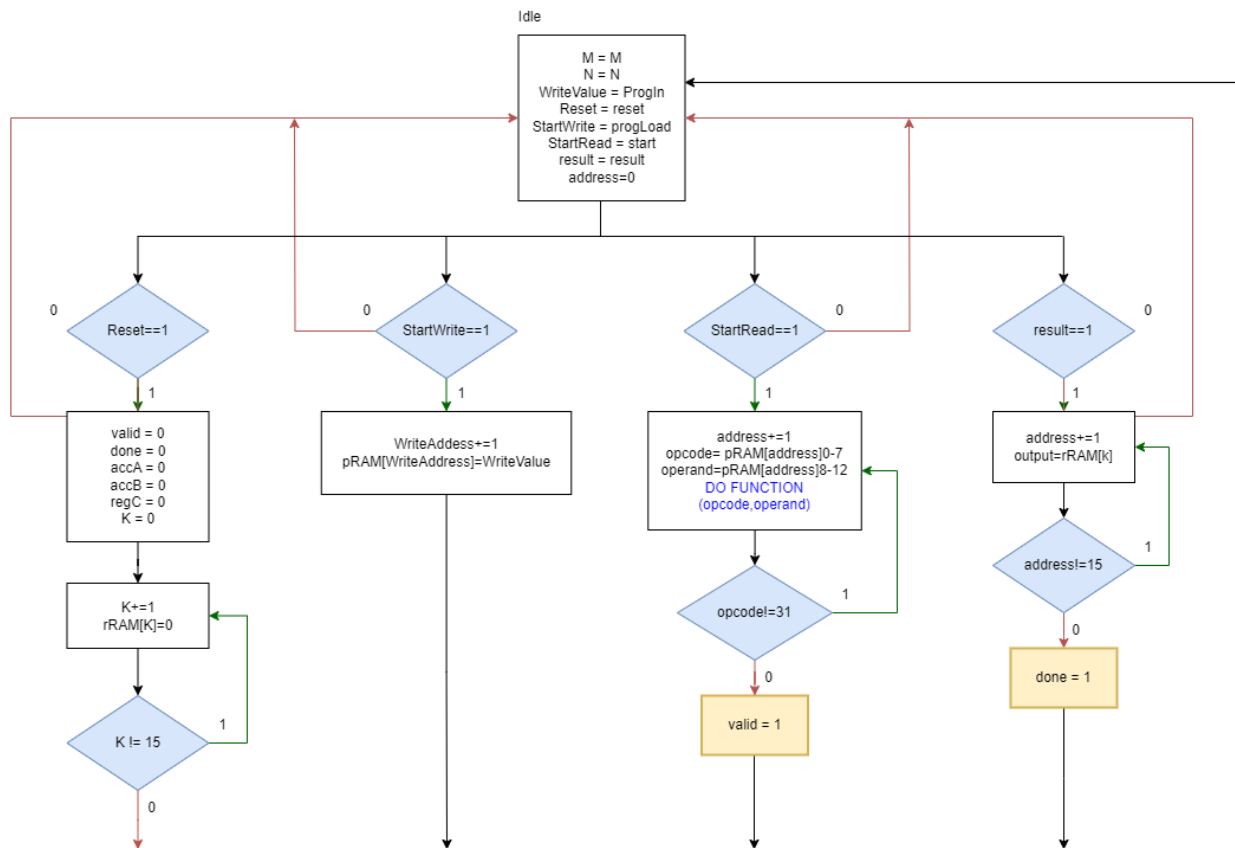 Idle
M = M
N = N
WriteValue = ProgIn
Reset = reset
StartWrite = progLoad
StartRead = start
result = result
address=0
0
Reset==1
0
StartWrite==1
StartRead==1
0
result==1
0
1
1
1
1
valid = 0
done = 0
accA = 0
accB = 0
regC = 0
K = 0
WriteAddess+=1
pRAM[WriteAddress]=WriteValue
address+=1
opcode= pRAM[address]0-7
operand=pRAM[address]8-12
DO FUNCTION
(opcode,operand)
address+=1
output=rRAM[k]
address!=15
1
K+=1
rRAM[K]=0
opcode!=31
1
0
0
done = 1
valid = 1
K != 15
1
0